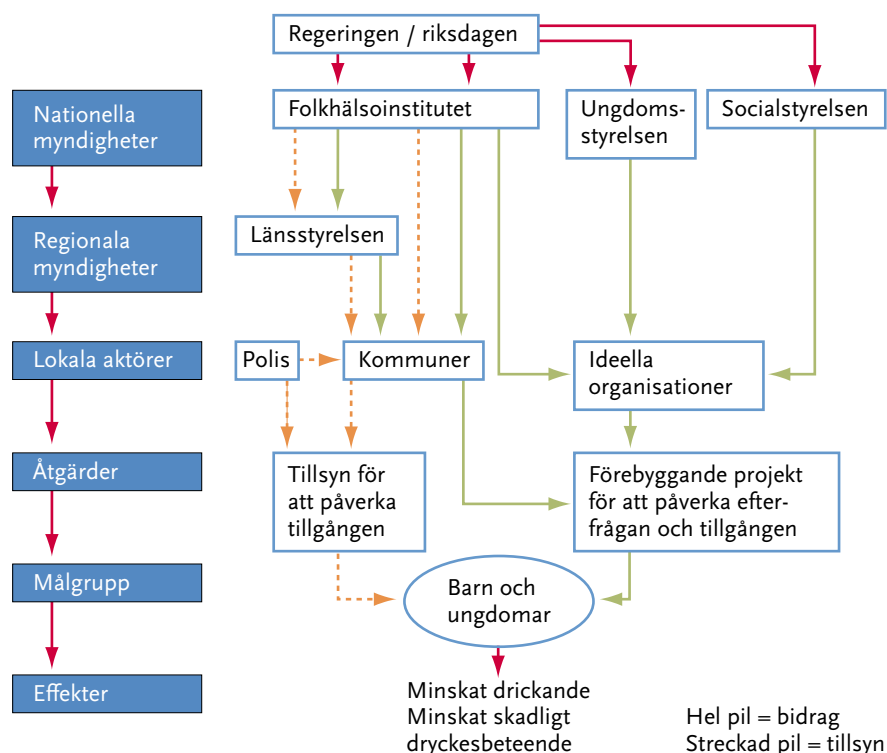 Regeringen / riksdagen
Nationella
myndigheter
Folkhälsoinstitutet
Ungdoms-
styrelsen
Socialstyrelsen
Regionala
myndigheter
Länsstyrelsen
Lokala aktörer
Polis
Kommuner
Ideella
organisationer
Åtgärder
Tillsyn för
att påverka
tillgången
Förebyggande projekt
för att påverka efter-
frågan och tillgången
Målgrupp
Barn och
ungdomar
Effekter
Minskat drickande
Minskat skadligt
dryckesbeteende
Hel pil = bidrag
Streckad pil = tillsyn